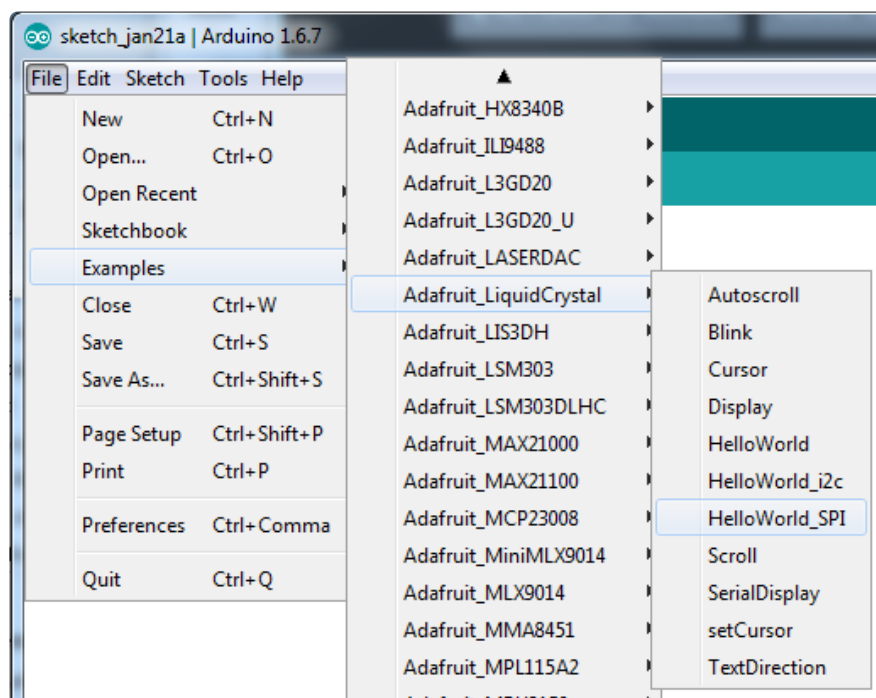 sketch_jan21a | Arduino 1.6.7
File Edit Sketch Tools Help
New Ctrl+N
Open... Ctrl+O
Open Recent
Sketchbook
Examples
Close Ctrl+W
Save Ctrl+S
Save As... Ctrl+Shift+S
Page Setup Ctrl+Shift+P
Print Ctrl+P
Preferences Ctrl+Comma
Quit Ctrl+Q
Adafruit_HX8340B
Adafruit_ILI9488
Adafruit_L3GD20
Adafruit_L3GD20_U
Adafruit_LASERDAC
Adafruit_LiquidCrystal
Adafruit_LIS3DH
Adafruit_LSM303
Adafruit_LSM303DLHC
Adafruit_MAX21000
Adafruit_MAX21100
Adafruit_MCP23008
Adafruit_MiniMLX9014
Adafruit_MLX9014
Adafruit_MMA8451
Adafruit_MPL115A2
Autoscroll
Blink
Cursor
Display
HelloWorld
HelloWorld_i2c
HelloWorld_SPI
Scroll
SerialDisplay
setCursor
TextDirection